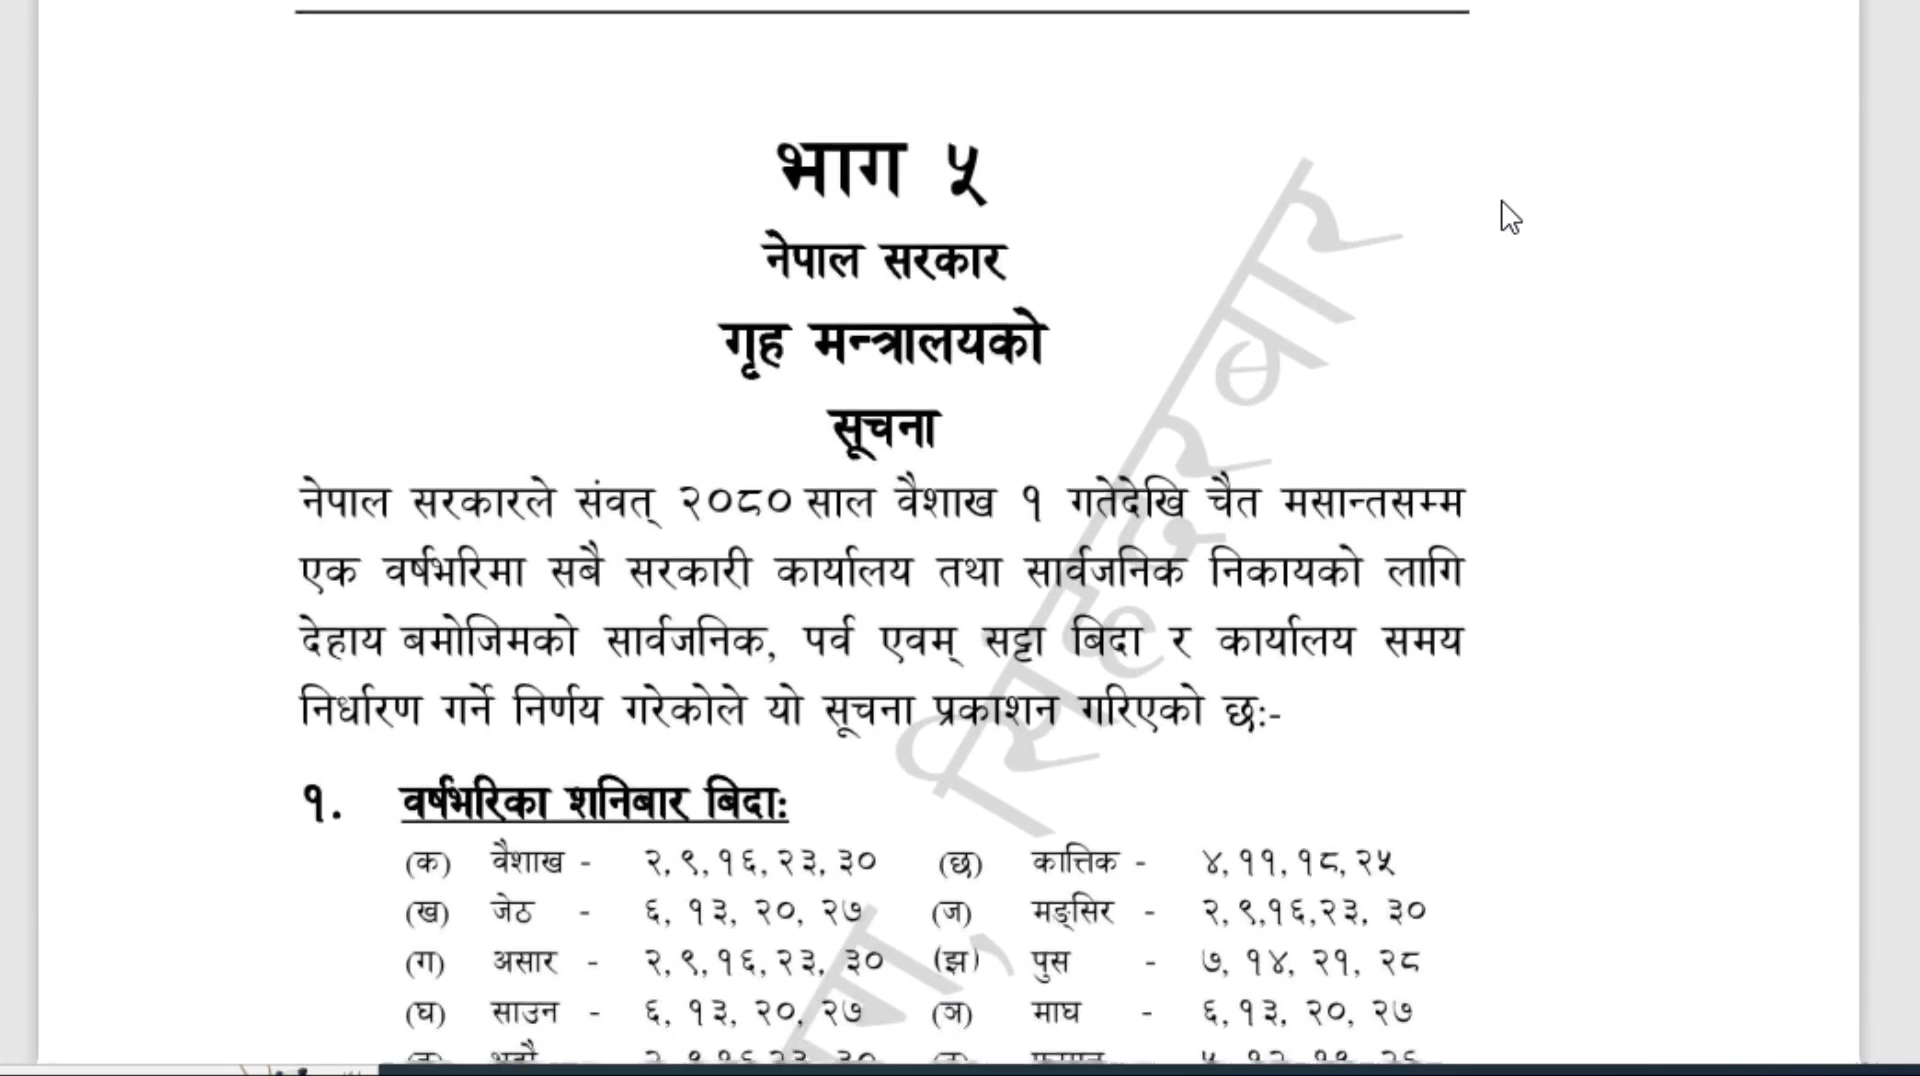 भाग ५
नेपाल सरकार
गृह मन्त्रालयको
सूचना
नेपाल सरकारले संवत् २०८० साल वैशाख १ गतेदेखि चैत मसान्तसम्म
एक वर्षभरिमा सबै सरकारी कार्यालय तथा सार्वजनिक निकायको लागि
देहाय बमोजिमको सार्वजनिक, पर्व एवम् सट्टा बिदा र कार्यालय समय
निर्धारण गर्ने निर्णय गरेकोले यो सूचना प्रकाशन गरिएको छः-
१. वर्षभरिका शनिबार बिदाः
(क) वैशाख - २, ९, १६, २३, ३० (छ) कात्तिक - ४, ११, १८, २५
(ख) जेठ - ६, १३, २०, २७ (ज) मङ्सिर - २, ९,१६,२३, ३०
(ग) असार - २, ९, १६, २३, ३० (झ) पुस - ७, १४, २१, २८
(घ) साउन - ६, १३, २०, २७ (ञ) माघ - ६, १३, २०, २७
सिंहदरबार